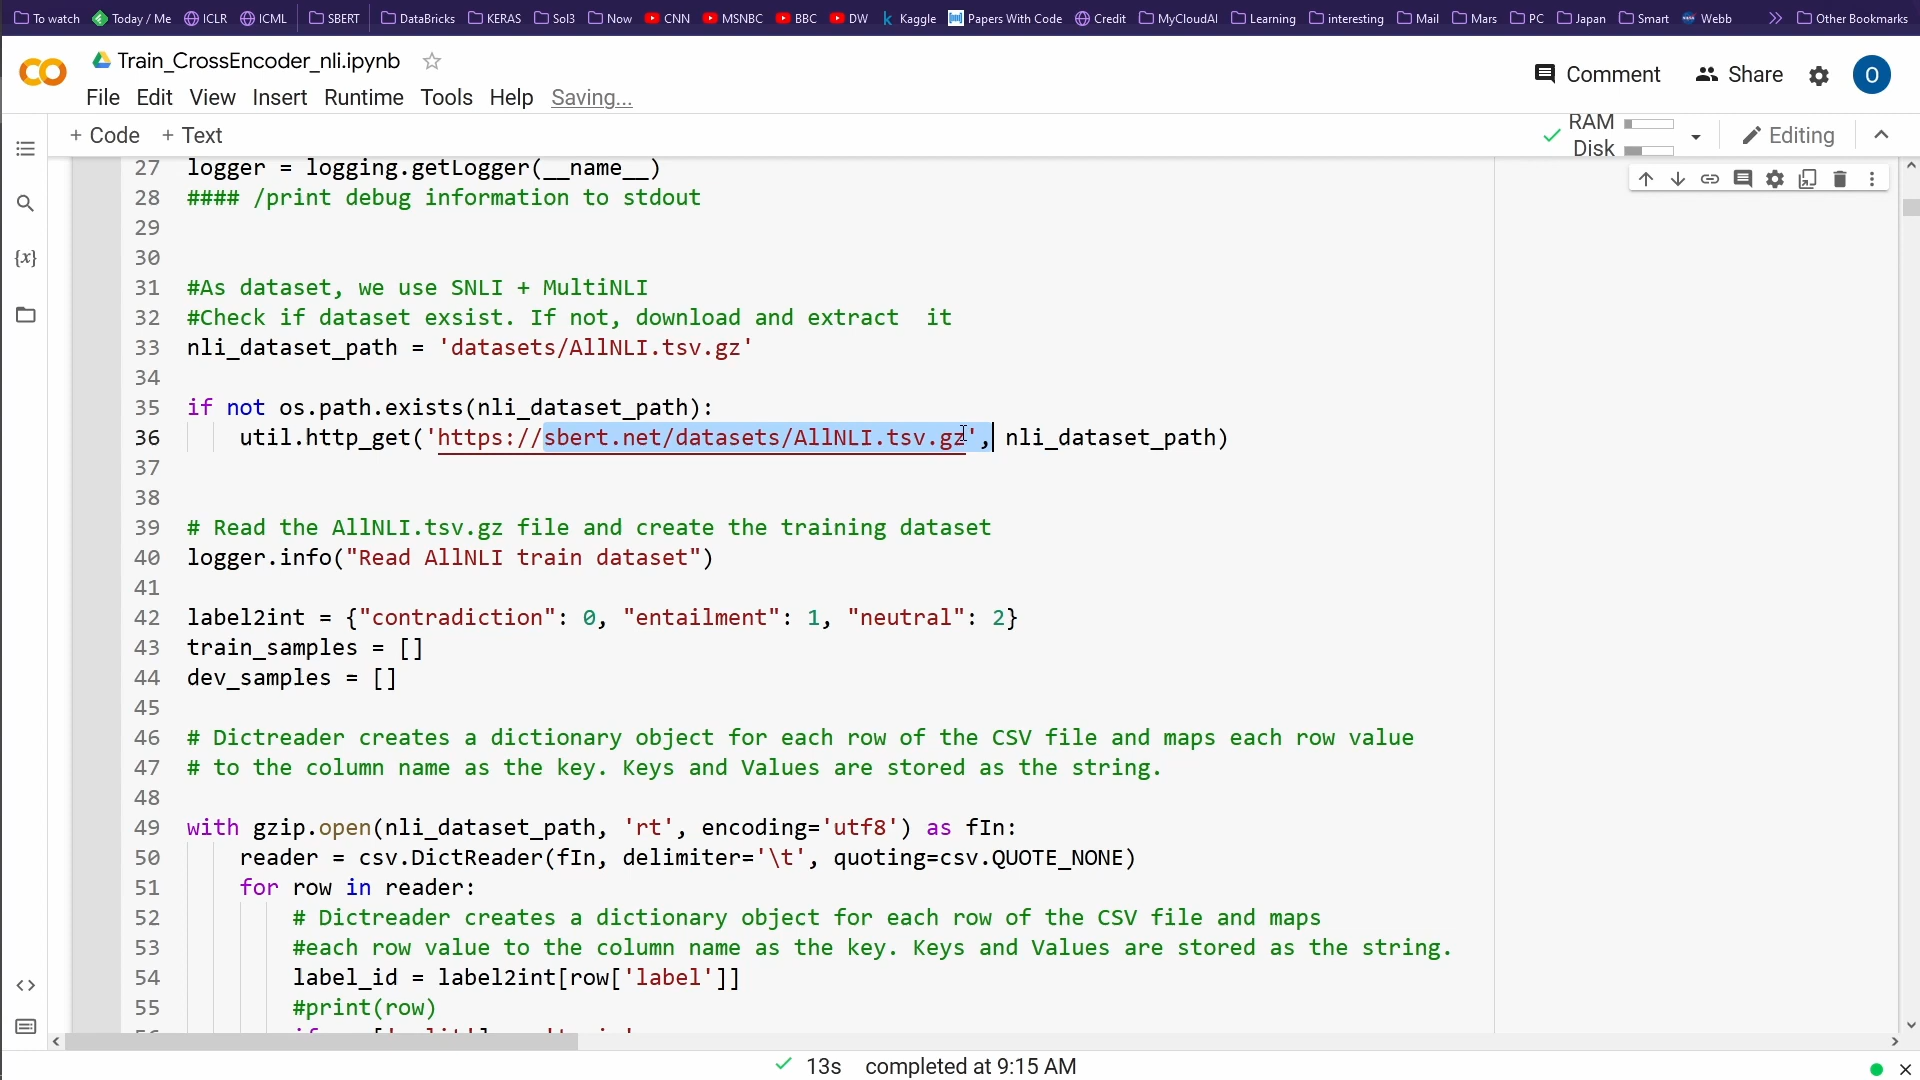 To watch Today / Me ICLR ICML SBERT DataBricks KERAS Sol3 Now CNN MSNBC BBC DW Kaggle Papers With Code Credit MyCloudAI Learning interesting Mail Mars PC Japan Smart Webb Other Bookmarks
Train_CrossEncoder_nli.ipynb
Comment Share O
File Edit View Insert Runtime Tools Help Saving...
+ Code + Text
RAM
Disk
Editing
27 logger = logging.getLogger(__name__)
28 #### /print debug information to stdout
29
30
31 #As dataset, we use SNLI + MultiNLI
32 #Check if dataset exsist. If not, download and extract  it
33 nli_dataset_path = 'datasets/AllNLI.tsv.gz'
34
35 if not os.path.exists(nli_dataset_path):
36     util.http_get('https://sbert.net/datasets/AllNLI.tsv.gz', nli_dataset_path)
37
38
39 # Read the AllNLI.tsv.gz file and create the training dataset
40 logger.info("Read AllNLI train dataset")
41
42 label2int = {"contradiction": 0, "entailment": 1, "neutral": 2}
43 train_samples = []
44 dev_samples = []
45
46 # Dictreader creates a dictionary object for each row of the CSV file and maps each row value
47 # to the column name as the key. Keys and Values are stored as the string.
48
49 with gzip.open(nli_dataset_path, 'rt', encoding='utf8') as fIn:
50     reader = csv.DictReader(fIn, delimiter='\t', quoting=csv.QUOTE_NONE)
51     for row in reader:
52         # Dictreader creates a dictionary object for each row of the CSV file and maps
53         #each row value to the column name as the key. Keys and Values are stored as the string.
54         label_id = label2int[row['label']]
55         #print(row)
13s completed at 9:15 AM